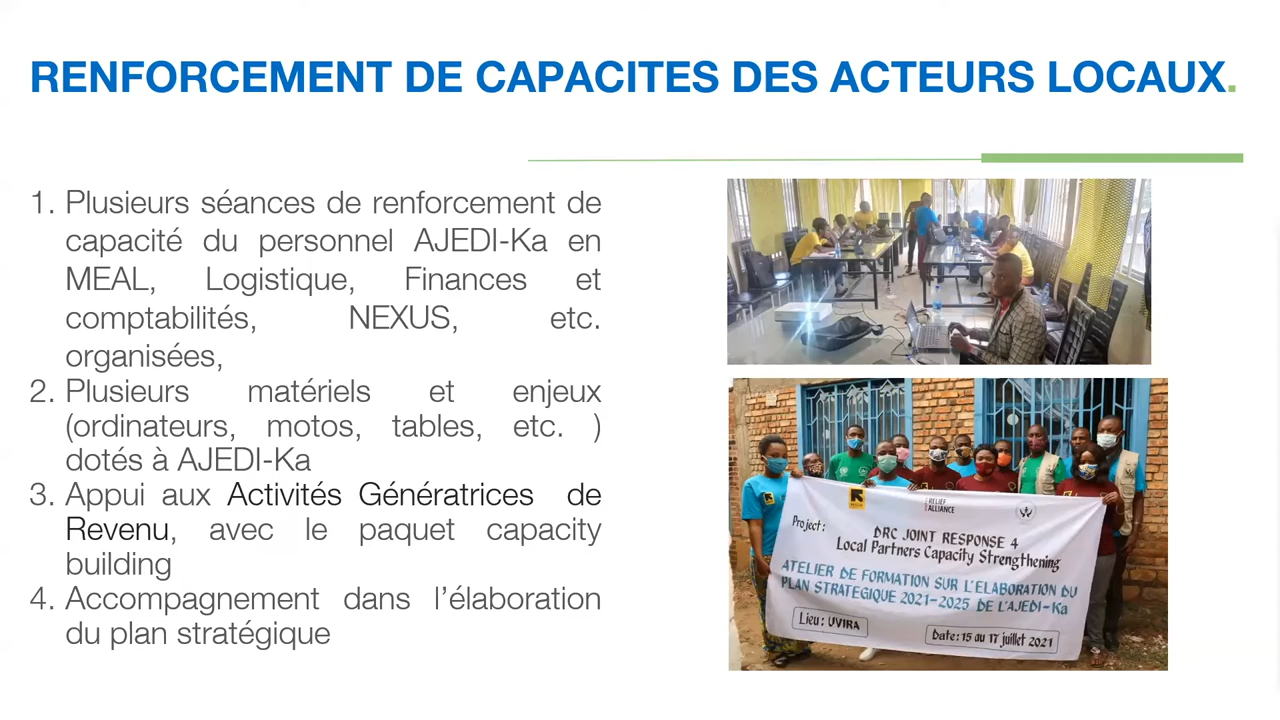 RENFORCEMENT DE CAPACITES DES ACTEURS LOCAUX.
1. Plusieurs séances de renforcement de
capacité du personnel AJEDI-Ka en
MEAL, Logistique, Finances et
comptabilités, NEXUS, etc.
organisées,
2. Plusieurs matériels et enjeux
(ordinateurs, motos, tables, etc. )
dotés à AJEDI-Ka
3. Appui aux Activités Génératrices de
Revenu, avec le paquet capacity
building
4. Accompagnement dans l’élaboration
du plan stratégique
RELIEF
ALLIANCE
Project:
DRC JOINT RESPONSE 4
Local Partners Capacity Strengthening
ATELIER DE FORMATION SUR L'ELABORATION DU
PLAN STRATEGIQUE 2021-2025 DE L'AJEDI-Ka
Lieu: UVIRA
Date: 15 au 17 juillet 2021